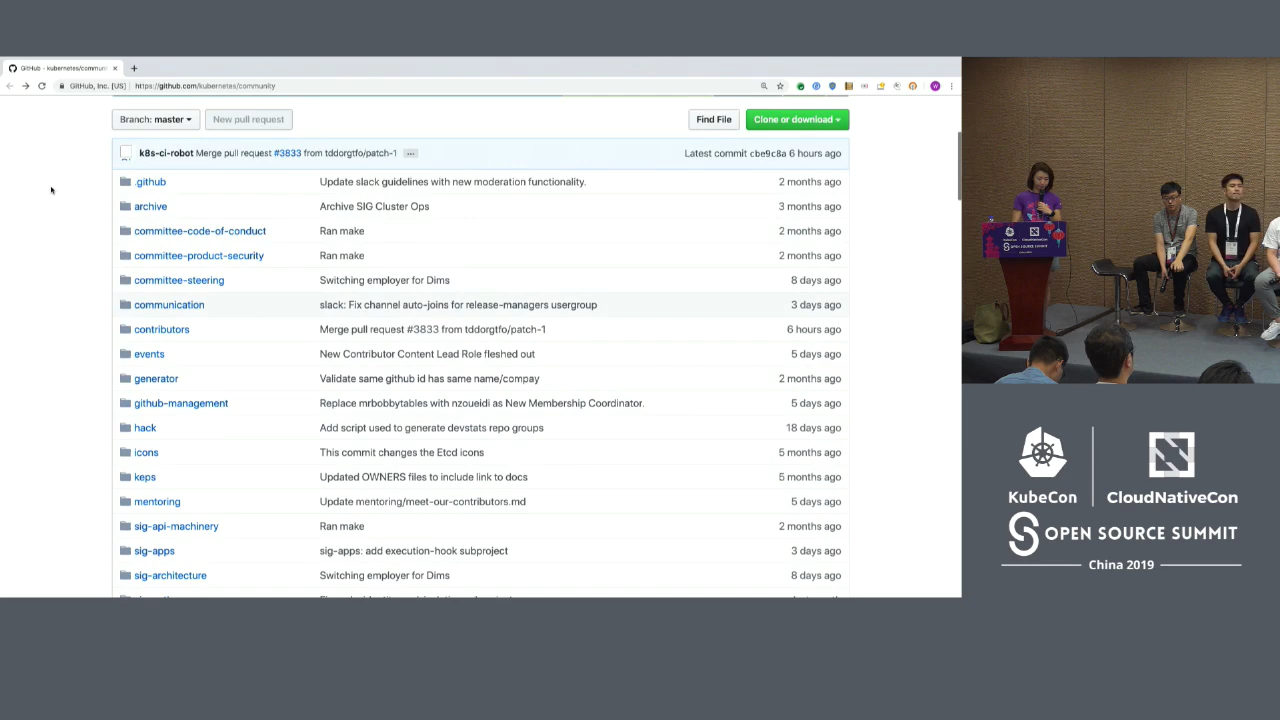 GitHub - kubernetes/communi
GitHub, Inc. [US] https://github.com/kubernetes/community
Branch: master
New pull request
Find File
Clone or download
k8s-ci-robot Merge pull request #3833 from tddorgtfo/patch-1
Latest commit cbe9c8a 6 hours ago
.github Update slack guidelines with new moderation functionality. 2 months ago
archive Archive SIG Cluster Ops 3 months ago
committee-code-of-conduct Ran make 2 months ago
committee-product-security Ran make 2 months ago
committee-steering Switching employer for Dims 8 days ago
communication slack: Fix channel auto-joins for release-managers usergroup 3 days ago
contributors Merge pull request #3833 from tddorgtfo/patch-1 6 hours ago
events New Contributor Content Lead Role fleshed out 5 days ago
generator Validate same github id has same name/compay 2 months ago
github-management Replace mrbobbytables with nzoueidi as New Membership Coordinator. 5 days ago
hack Add script used to generate devstats repo groups 18 days ago
icons This commit changes the Etcd icons 5 months ago
keps Updated OWNERS files to include link to docs 5 months ago
mentoring Update mentoring/meet-our-contributors.md 5 days ago
sig-api-machinery Ran make 2 months ago
sig-apps sig-apps: add execution-hook subproject 3 days ago
sig-architecture Switching employer for Dims 8 days ago
KubeCon CloudNativeCon
OPEN SOURCE SUMMIT
KubeCon CloudNativeCon
OPEN SOURCE SUMMIT
China 2019